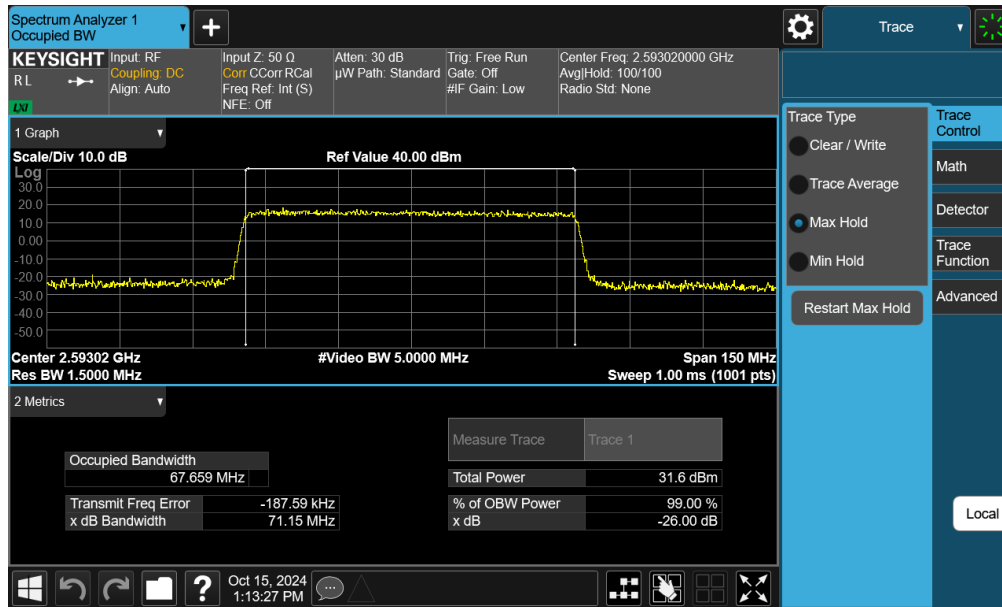 Spectrum Analyzer 1
Occupied BW
+
Trace
KEYSIGHT
R L
LXI
Input: RF
Coupling: DC
Align: Auto
Input Z: 50 Ω
Corr CCorr RCal
Freq Ref: Int (S)
NFE: Off
Atten: 30 dB
µW Path: Standard
Trig: Free Run
Gate: Off
#IF Gain: Low
Center Freq: 2.593020000 GHz
Avg|Hold: 100/100
Radio Std: None
1 Graph
Scale/Div 10.0 dB
Ref Value 40.00 dBm
Log
30.0
20.0
10.0
0.00
-10.0
-20.0
-30.0
-40.0
-50.0
Center 2.59302 GHz
#Video BW 5.0000 MHz
Span 150 MHz
Res BW 1.5000 MHz
Sweep 1.00 ms (1001 pts)
2 Metrics
Measure Trace
Trace 1
Occupied Bandwidth
67.659 MHz
Total Power
31.6 dBm
Transmit Freq Error
-187.59 kHz
% of OBW Power
99.00 %
x dB Bandwidth
71.15 MHz
x dB
-26.00 dB
Trace Type
Clear / Write
Trace Average
Max Hold
Min Hold
Restart Max Hold
Trace
Control
Math
Detector
Trace
Function
Advanced
Local
?
Oct 15, 2024
1:13:27 PM